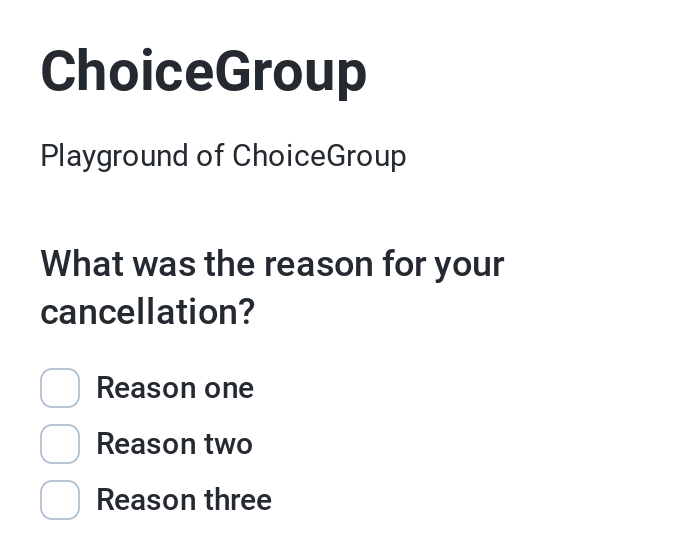 ChoiceGroup
Playground of ChoiceGroup
What was the reason for your
cancellation?
Reason one
Reason two
Reason three